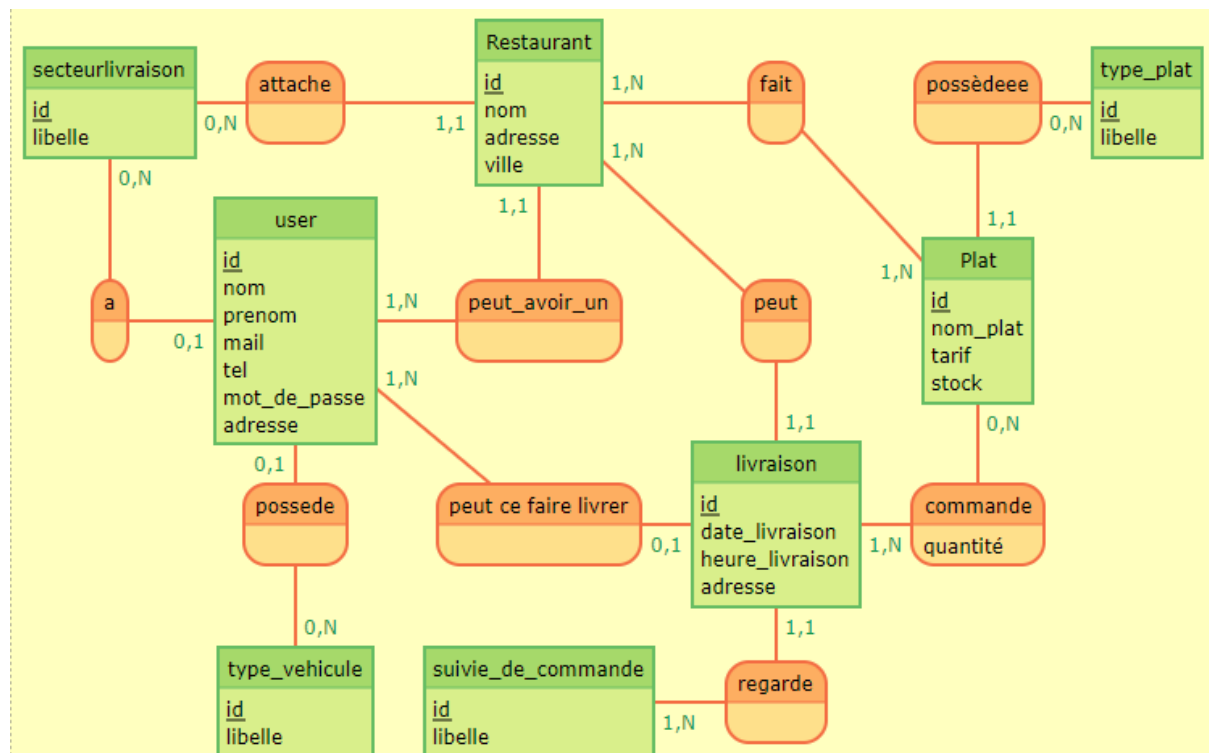 secteurlivraison
id
libelle
attache
0,N
1,1
Restaurant
id
nom
adresse
ville
1,N
fait
1,N
possèdeee
0,N
type_plat
id
libelle
1,N
1,1
1,1
Plat
id
nom_plat
tarif
stock
0,N
a
0,1
user
id
nom
prenom
mail
tel
mot_de_passe
adresse
1,N
peut_avoir_un
peut
1,N
0,1
possede
0,N
type_vehicule
id
libelle
peut ce faire livrer
0,1
1,1
livraison
id
date_livraison
heure_livraison
adresse
1,N
commande
quantité
0,N
1,1
regarde
1,N
suivie_de_commande
id
libelle